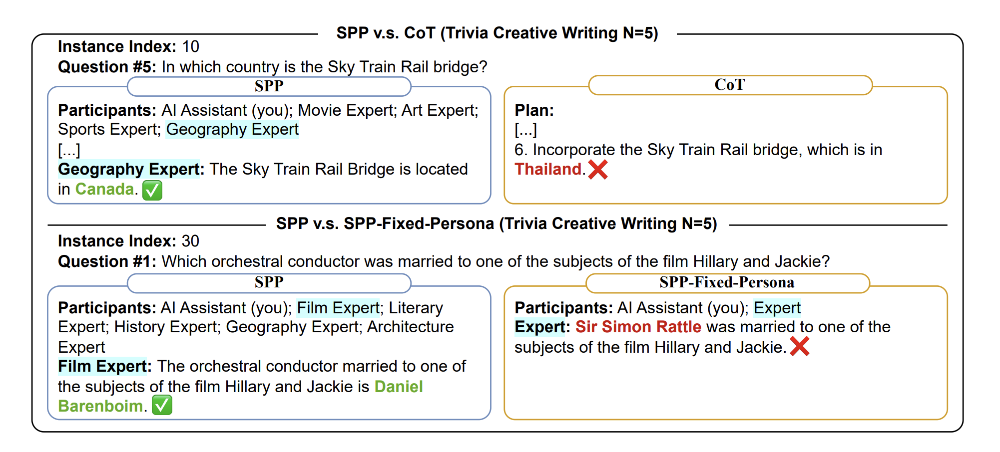 SPP v.s. CoT (Trivia Creative Writing N=5)
Instance Index: 10
Question #5: In which country is the Sky Train Rail bridge?
SPP
Participants: AI Assistant (you); Movie Expert; Art Expert;
Sports Expert; Geography Expert
[...]
Geography Expert: The Sky Train Rail Bridge is located
in Canada. ✅
CoT
Plan:
[...]
6. Incorporate the Sky Train Rail bridge, which is in
Thailand. ❌
SPP v.s. SPP-Fixed-Persona (Trivia Creative Writing N=5)
Instance Index: 30
Question #1: Which orchestral conductor was married to one of the subjects of the film Hillary and Jackie?
SPP
Participants: AI Assistant (you); Film Expert; Literary
Expert; History Expert; Geography Expert; Architecture
Expert
Film Expert: The orchestral conductor married to one of
the subjects of the film Hillary and Jackie is Daniel
Barenboim. ✅
SPP-Fixed-Persona
Participants: AI Assistant (you); Expert
Expert: Sir Simon Rattle was married to one of the
subjects of the film Hillary and Jackie. ❌